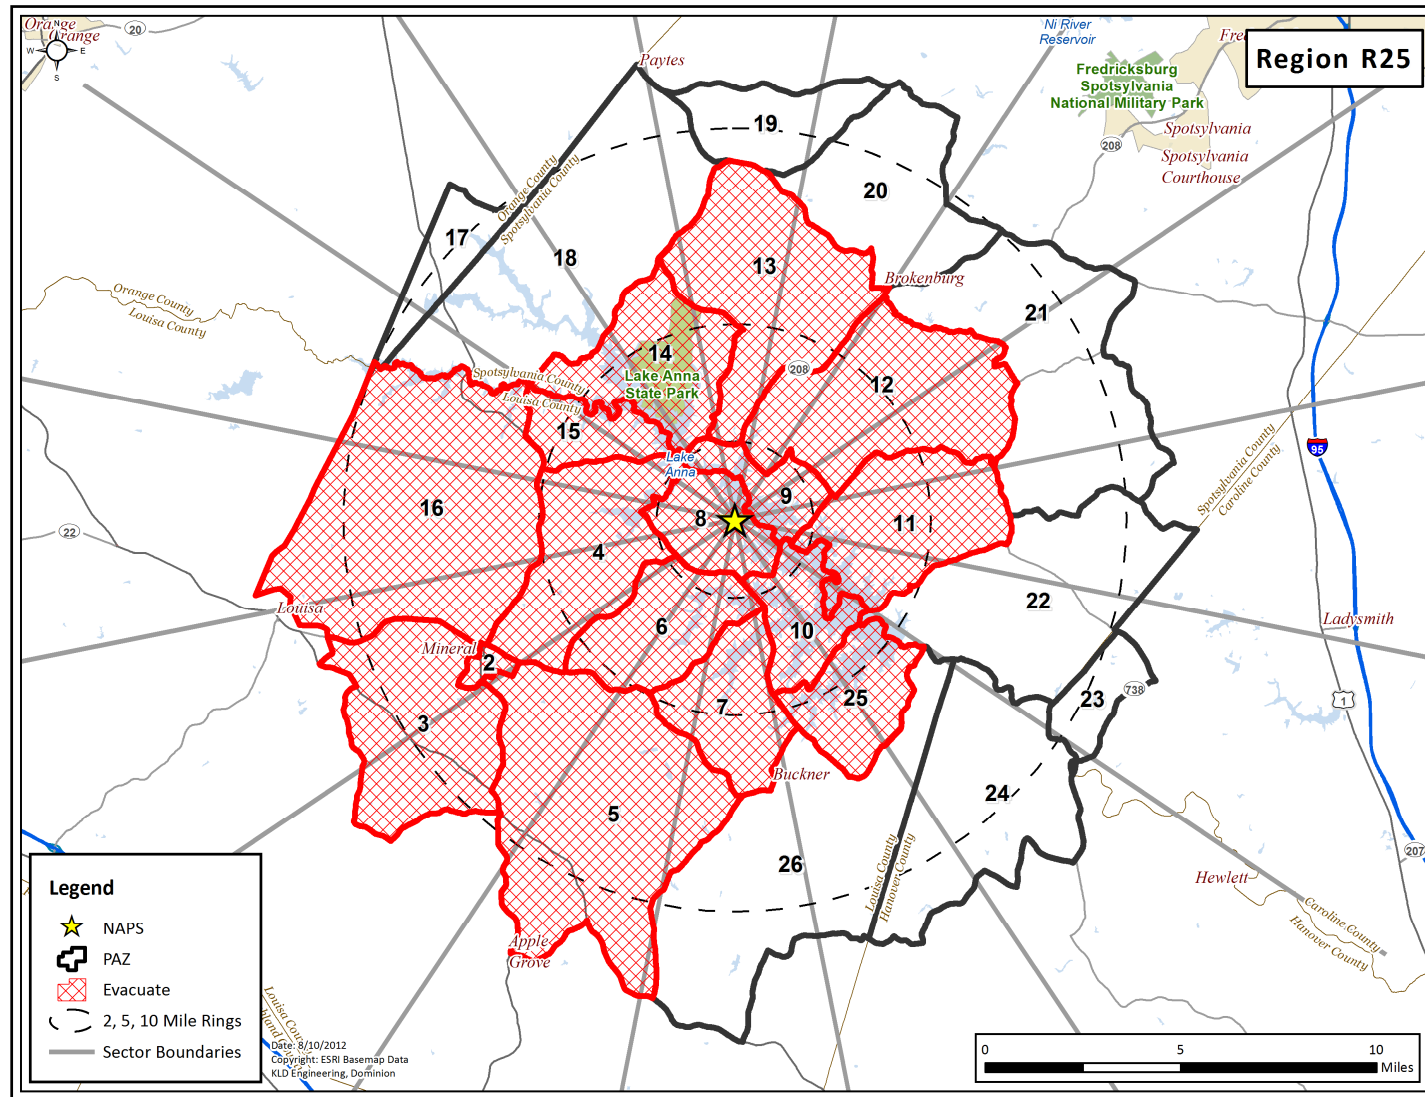 Orange
Orange
N
W
E
S
20
Paytes
Ni River
Reservoir
Region R25
Fredricksburg
Spotsylvania
National Military Park
Spotsylvania
208
Spotsylvania
Courthouse
19
20
Orange County
Spotsylvania County
17
18
13
Brokenburg
21
Orange County
Louisa County
14
208
Lake Anna
State Park
12
Spotsylvania County
Louisa County
15
Lake
Anna
95
Spotsylvania County
Caroline County
9
16
8
11
22
4
22
Louisa
Ladysmith
6
10
Mineral
2
23
738
25
1
7
3
Buckner
24
5
207
26
Louisa County
Hanover County
Hewlett
Caroline County
Hanover County
Apple
Grove
Legend
NAPS
PAZ
Evacuate
2, 5, 10 Mile Rings
Sector Boundaries
Louisa County
Date: 8/10/2012
Copyright: ESRI Basemap Data
KLD Engineering, Dominion
0
5
10
Miles